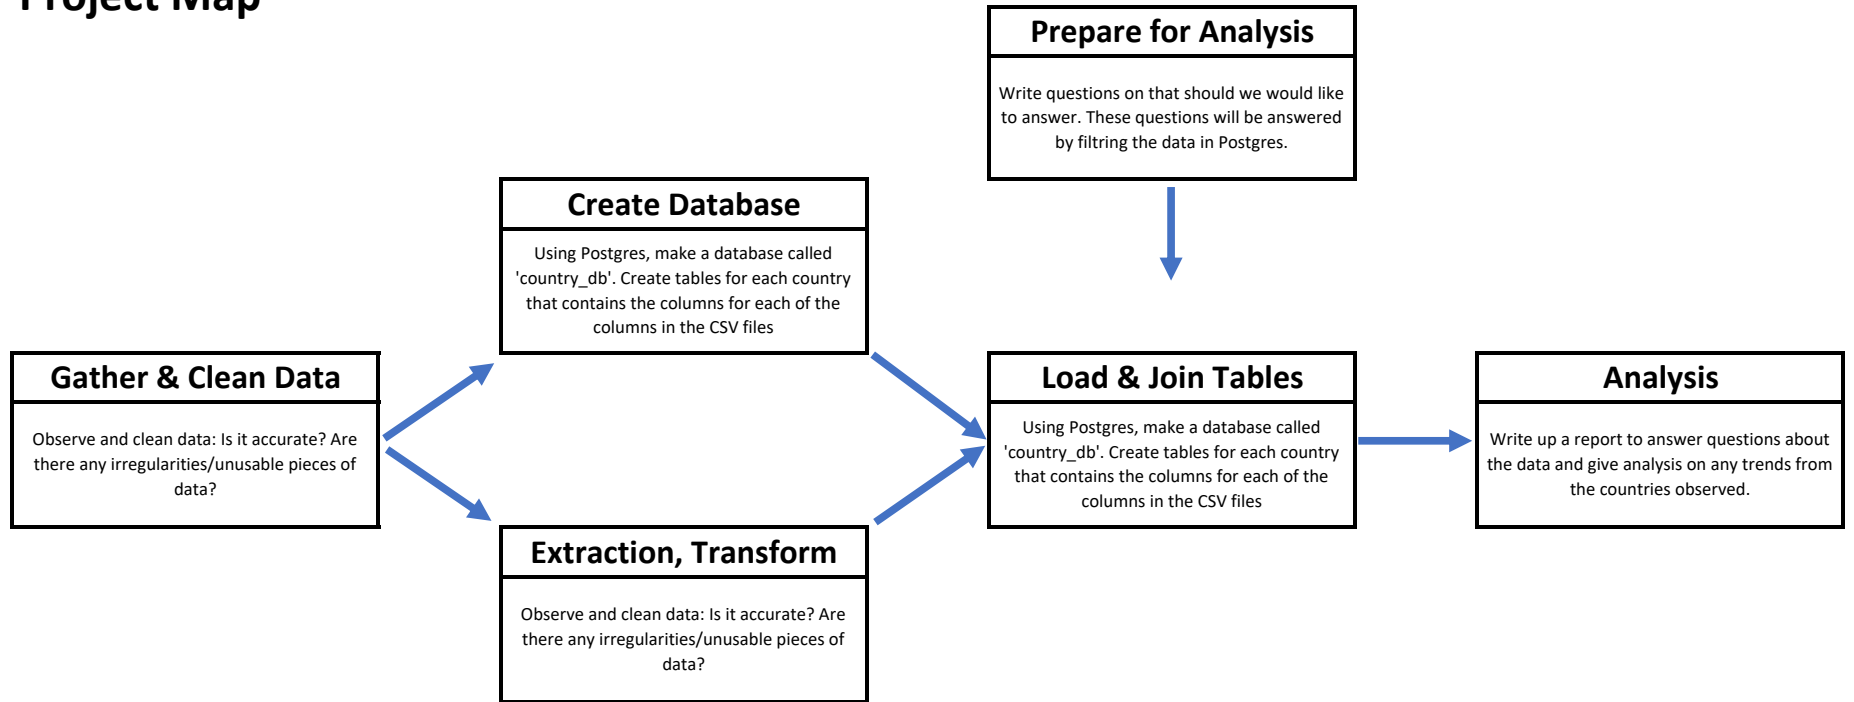 Project Map
Prepare for Analysis
Write questions on that should we would like
to answer. These questions will be answered
by filtring the data in Postgres.
Create Database
Using Postgres, make a database called
'country_db'. Create tables for each country
that contains the columns for each of the
columns in the CSV files
Gather & Clean Data
Observe and clean data: Is it accurate? Are
there any irregularities/unusable pieces of
data?
Extraction, Transform
Observe and clean data: Is it accurate? Are
there any irregularities/unusable pieces of
data?
Load & Join Tables
Using Postgres, make a database called
'country_db'. Create tables for each country
that contains the columns for each of the
columns in the CSV files
Analysis
Write up a report to answer questions about
the data and give analysis on any trends from
the countries observed.